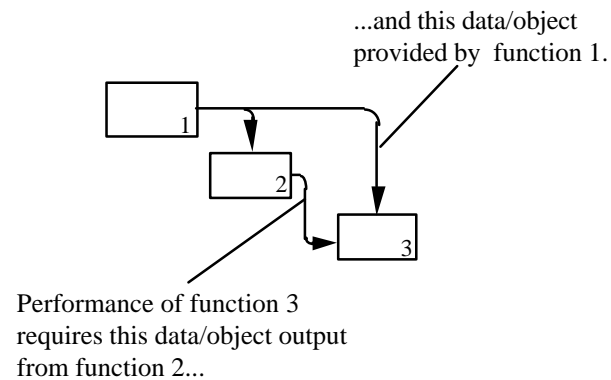 ...and this data/object
provided by function 1.
1
2
3
Performance of function 3
requires this data/object output
from function 2...